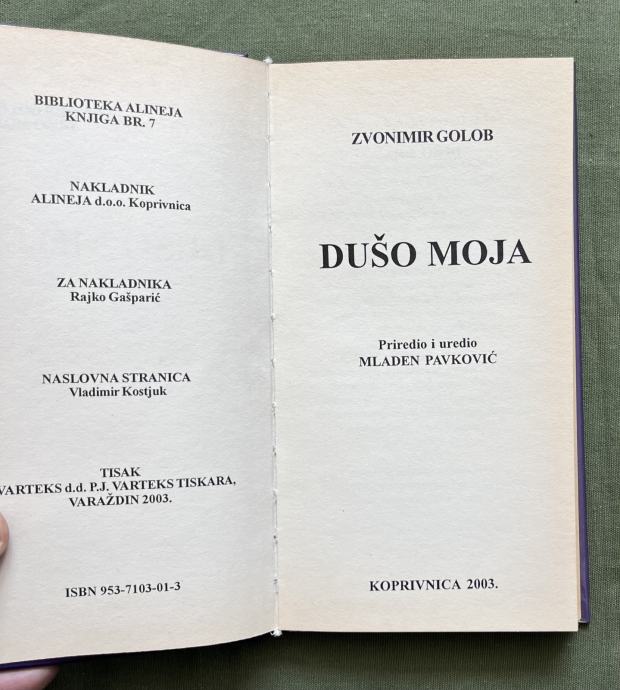 BIBLIOTEKA ALINEJA
KNJIGA BR. 7
NAKLADNIK
ALINEJA d.o.o. Koprivnica
ZA NAKLADNIKA
Rajko Gašparić
NASLOVNA STRANICA
Vladimir Kostjuk
TISAK
VARTEKS d.d. P.J. VARTEKS TISKARA,
VARAŽDIN 2003.
ISBN 953-7103-01-3
ZVONIMIR GOLOB
DUŠO MOJA
Priredio i uredio
MLADEN PAVKOVIĆ
KOPRIVNICA 2003.